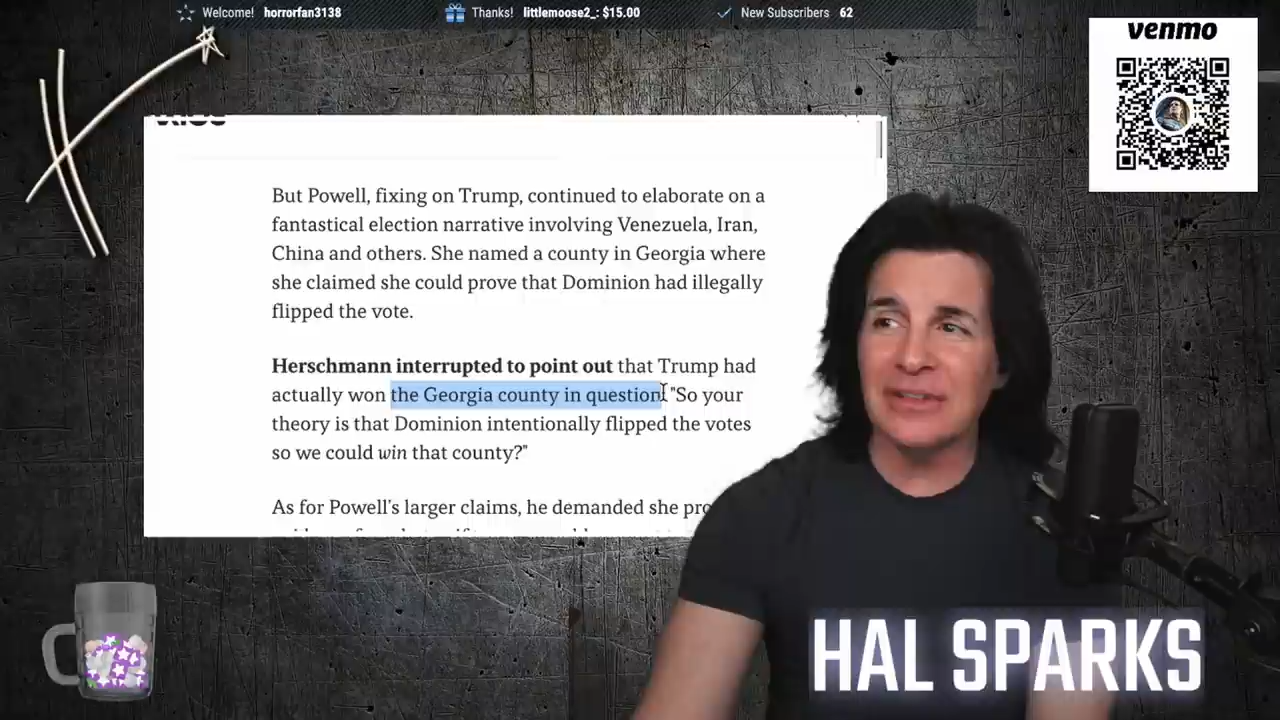 Welcome! horrorfan3138 Thanks! littlemoose2_: $15.00 New Subscribers 62
venmo
But Powell, fixing on Trump, continued to elaborate on a
fantastical election narrative involving Venezuela, Iran,
China and others. She named a county in Georgia where
she claimed she could prove that Dominion had illegally
flipped the vote.
Herschmann interrupted to point out that Trump had
actually won the Georgia county in question "So your
theory is that Dominion intentionally flipped the votes
so we could win that county?"
As for Powell's larger claims, he demanded she
HAL SPARKS